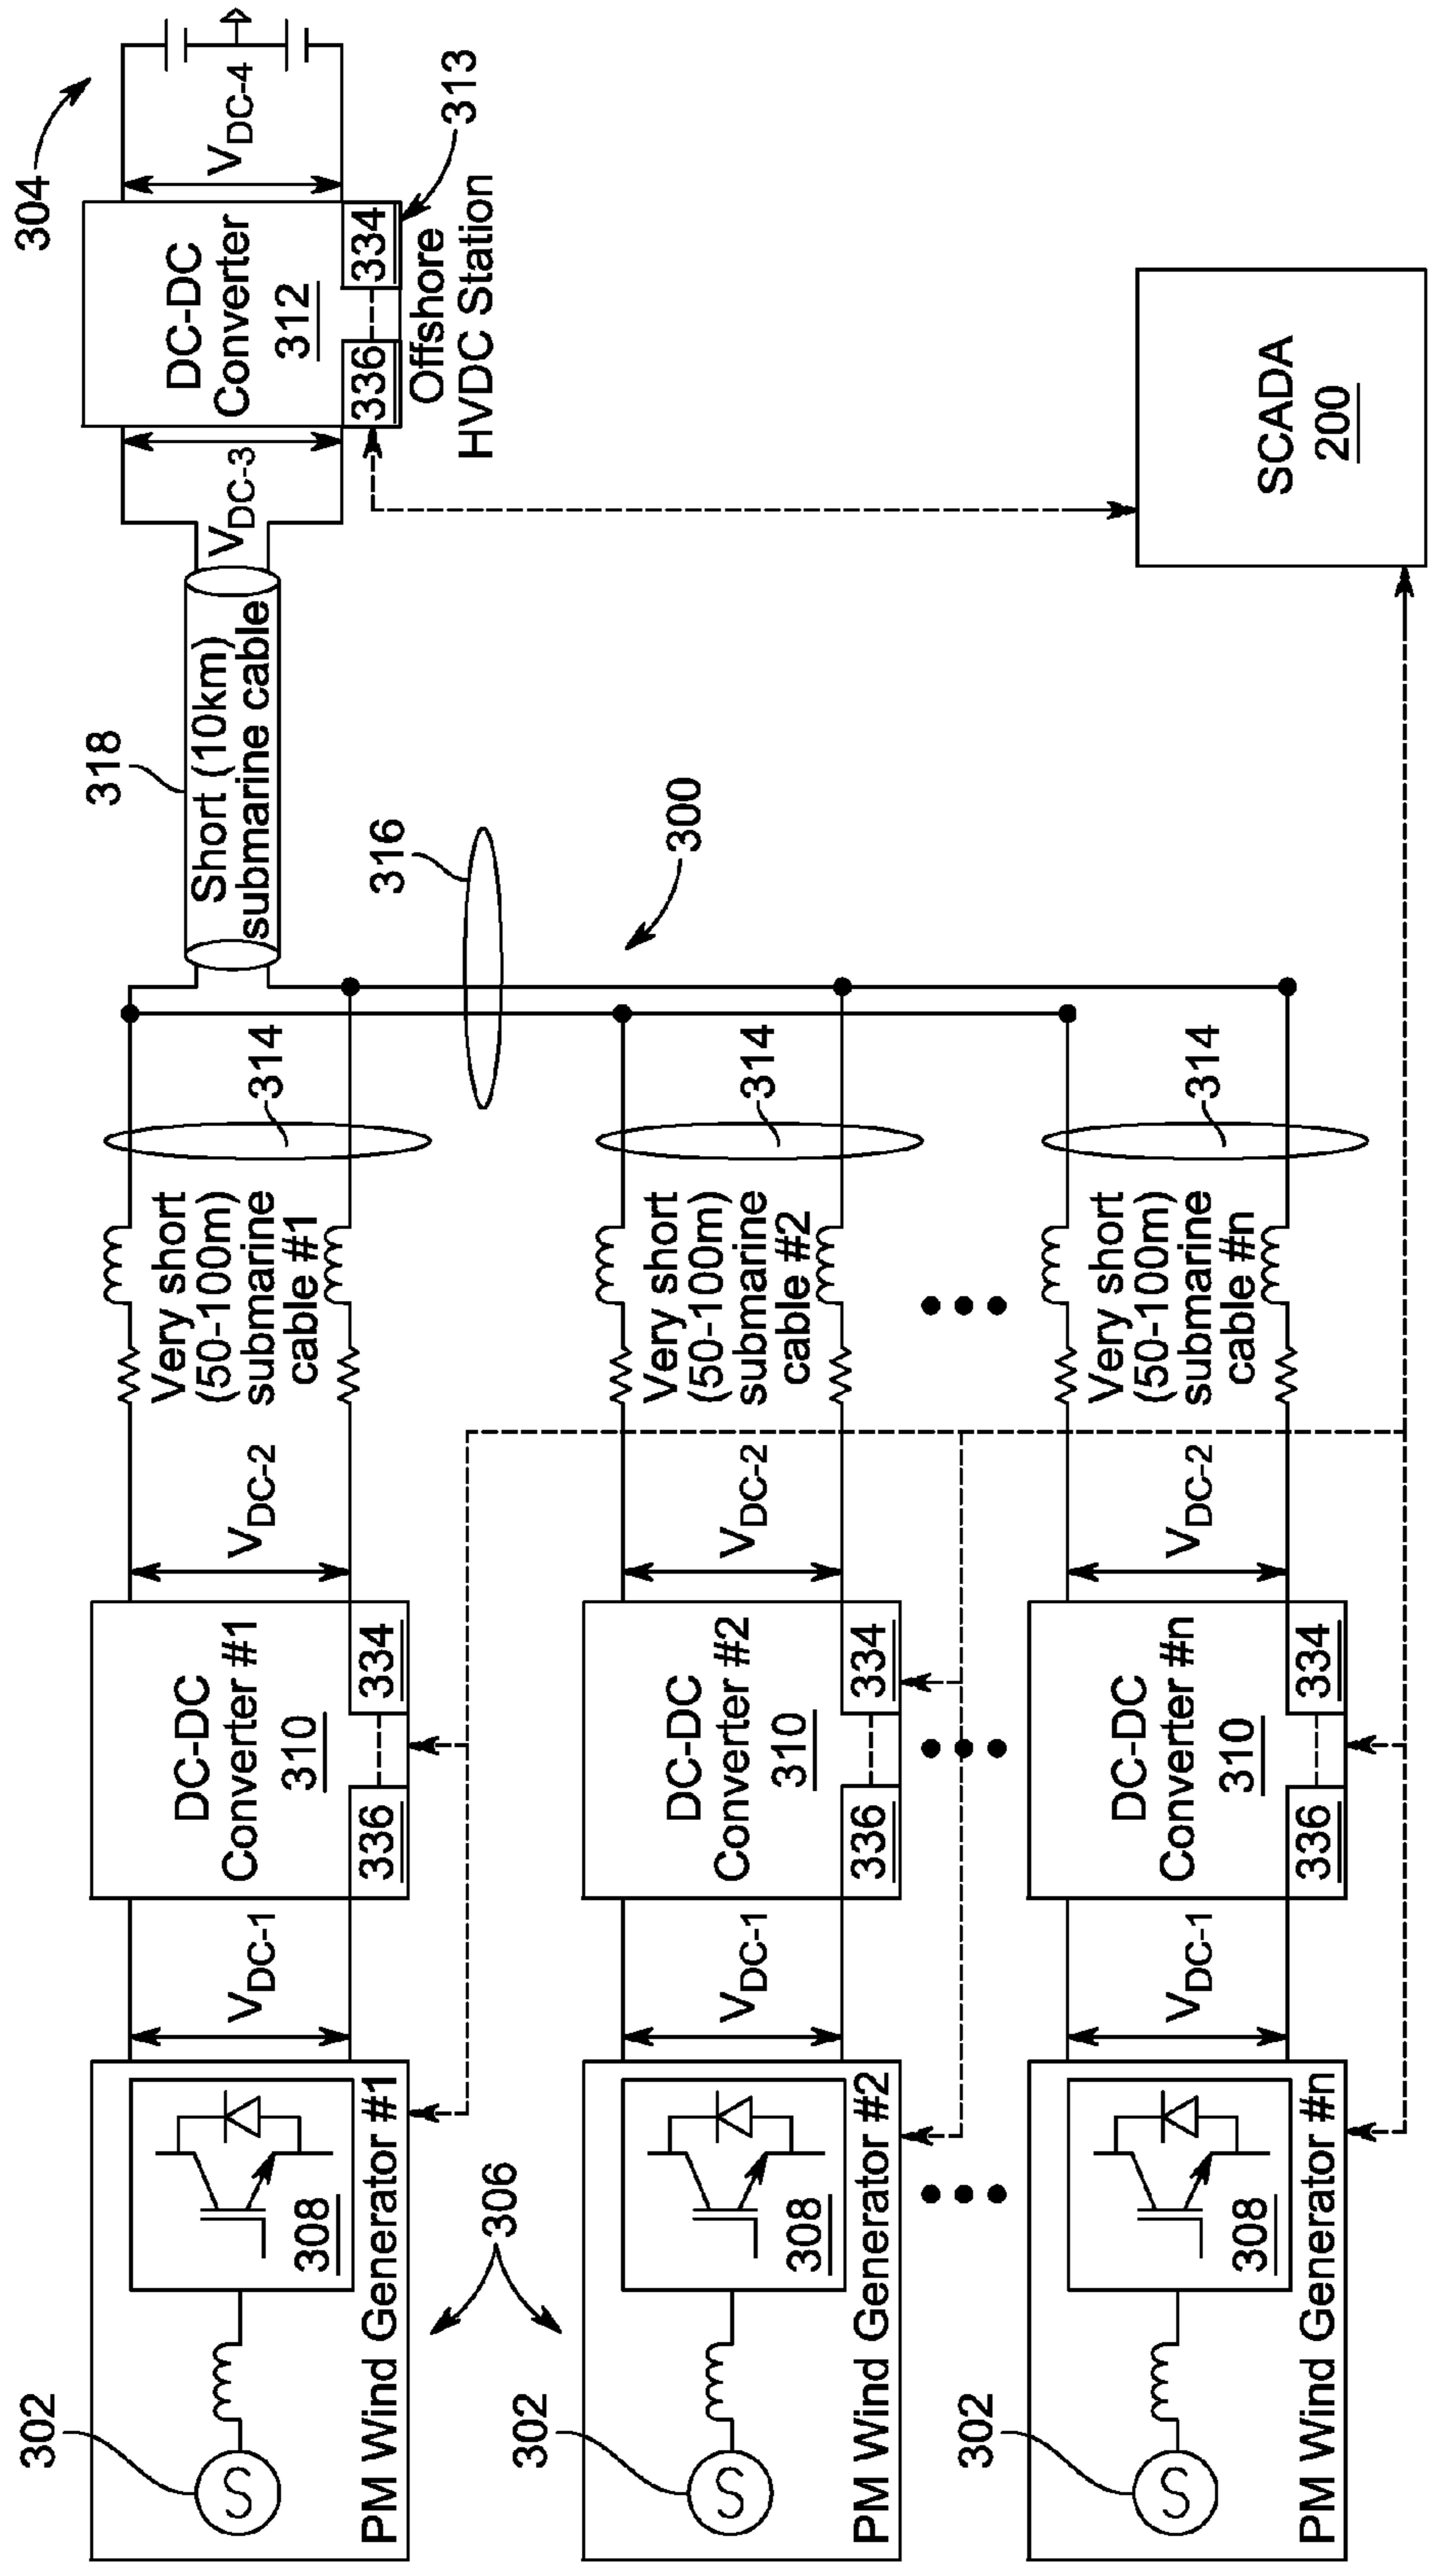 304
V_DC-4
313
DC-DC
Converter
312
336
334
Offshore
HVDC Station
V_DC-3
318
Short (10km)
submarine cable
316
300
SCADA
200
314
Very short
(50-100m)
submarine
cable #1
V_DC-2
DC-DC
Converter #1
310
336
334
V_DC-1
308
302
PM Wind Generator #1
306
314
Very short
(50-100m)
submarine
cable #2
V_DC-2
DC-DC
Converter #2
310
336
334
V_DC-1
308
302
PM Wind Generator #2
314
Very short
(50-100m)
submarine
cable #n
V_DC-2
DC-DC
Converter #n
310
336
334
V_DC-1
308
302
PM Wind Generator #n
S
S
S